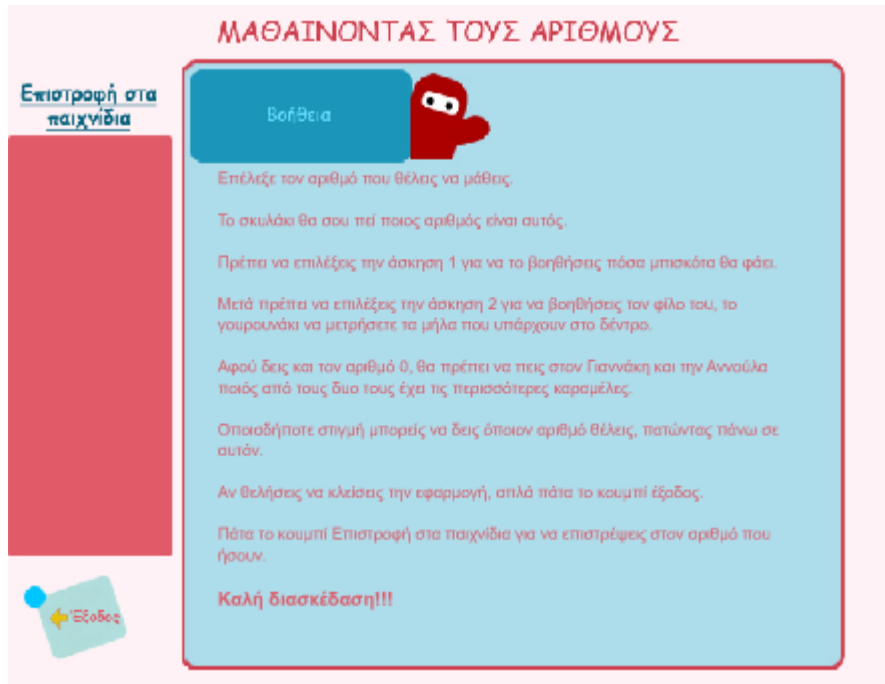 ΜΑΘΑΙΝΟΝΤΑΣ ΤΟΥΣ ΑΡΙΘΜΟΥΣ
Επιστροφή στα
παιχνίδια
Βοήθεια
Επέλεξε τον αριθμό που θέλεις να μάθεις.
Το σκυλάκι θα σου πεί ποιος αριθμός είναι αυτός.
Πρέπει να επιλέξεις την άσκηση 1 για να το βοηθήσεις πόσα μπισκότα θα φάει.
Μετά πρέπει να επιλέξεις την άσκηση 2 για να βοηθήσεις τον φίλο του, το
γουρουνάκι να μετρήσετε τα μήλα που υπάρχουν στο δέντρο.
Αφού δεις και τον αριθμό 0, θα πρέπει να πεις στον Γιαννάκη και την Αννούλα
ποιός από τους δυο τους έχει τις περισσότερες καραμέλες.
Οποιοδήποτε στιγμή μπορείς να δεις όποιον αριθμό θέλεις, πατώντας πάνω σε
αυτόν.
Αν θελήσεις να κλείσεις την εφαρμογή, απλά πάτα το κουμπί έξοδος.
Πάτα το κουμπί Επιστροφή στα παιχνίδια για να επιστρέψεις στον αριθμό που
ήσουν.
Καλή διασκέδαση!!!
Έξοδος